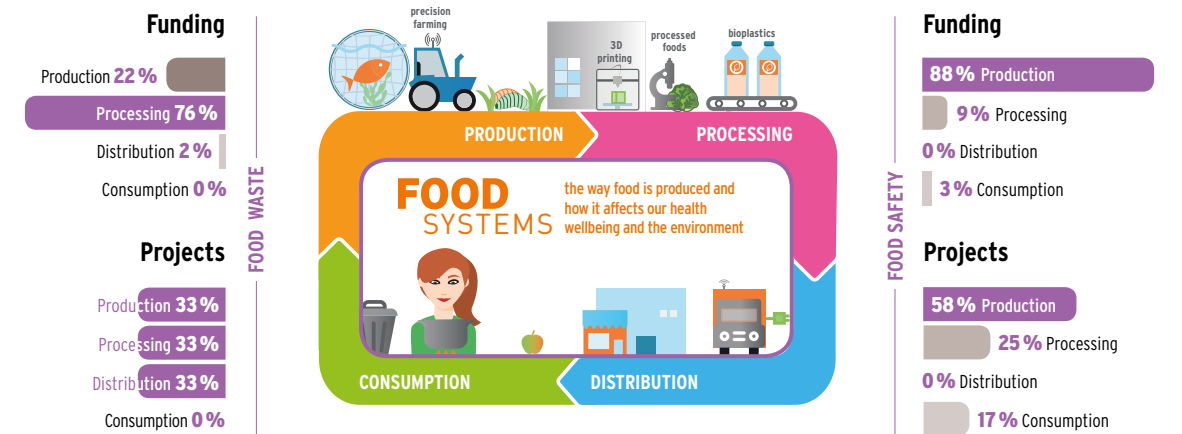 Funding
Production 22 %
Processing 76 %
Distribution 2 %
Consumption 0 %
Projects
Production 33 %
Processing 33 %
Distribution 33 %
Consumption 0 %
FOOD WASTE
precision
farming
3D
printing
processed
foods
bioplastics
PRODUCTION
PROCESSING
FOOD
SYSTEMS
the way food is produced and
how it affects our health
wellbeing and the environment
CONSUMPTION
DISTRIBUTION
FOOD SAFETY
Funding
88 % Production
9 % Processing
0 % Distribution
3 % Consumption
Projects
58 % Production
25 % Processing
0 % Distribution
17 % Consumption